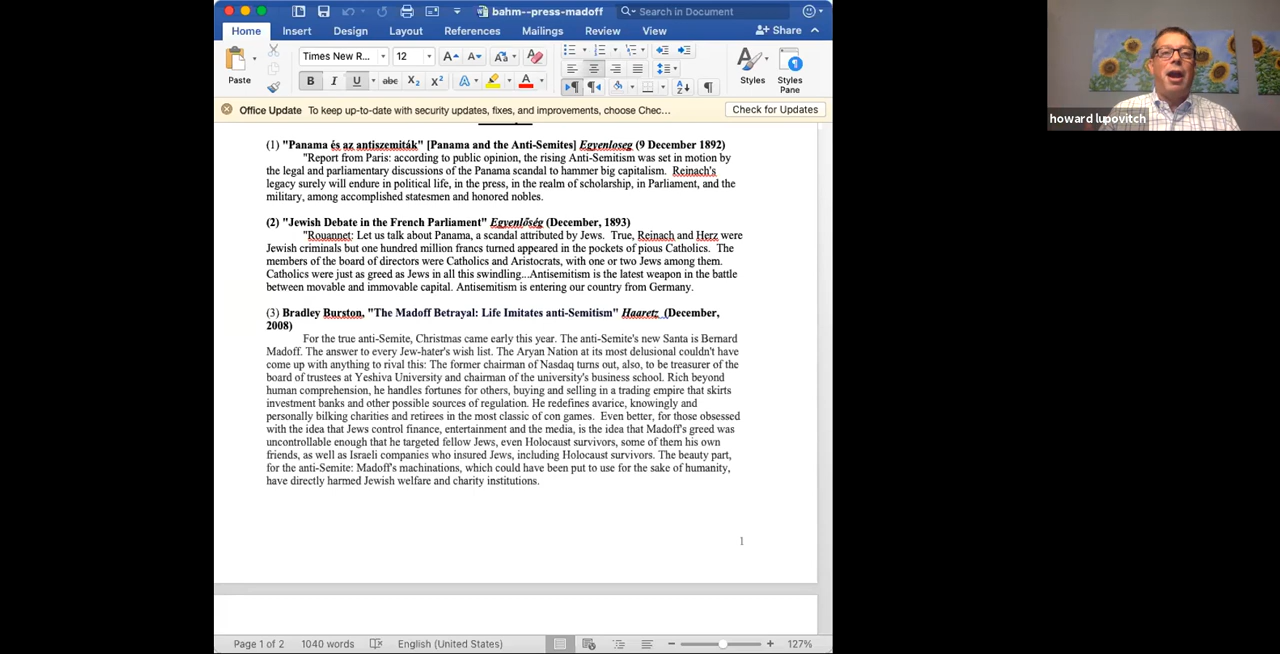 bahm--press-madoff
Search in Document
Home Insert Design Layout References Mailings Review View Share
Paste Times New R... 12 Styles Styles Pane
B I U abc X₂ X² A A
Office Update To keep up-to-date with security updates, fixes, and improvements, choose Chec... Check for Updates
(1) "Panama és az antiszemiták" [Panama and the Anti-Semites] Egyenloseg (9 December 1892)
"Report from Paris: according to public opinion, the rising Anti-Semitism was set in motion by
the legal and parliamentary discussions of the Panama scandal to hammer big capitalism. Reinach's
legacy surely will endure in political life, in the press, in the realm of scholarship, in Parliament, and the
military, among accomplished statesmen and honored nobles.
(2) "Jewish Debate in the French Parliament" Egyenlőség (December, 1893)
"Rouannet: Let us talk about Panama, a scandal attributed by Jews. True, Reinach and Herz were
Jewish criminals but one hundred million francs turned appeared in the pockets of pious Catholics. The
members of the board of directors were Catholics and Aristocrats, with one or two Jews among them.
Catholics were just as greed as Jews in all this swindling...Antisemitism is the latest weapon in the battle
between movable and immovable capital. Antisemitism is entering our country from Germany.
(3) Bradley Burston, "The Madoff Betrayal: Life Imitates anti-Semitism" Haaretz (December,
2008)
For the true anti-Semite, Christmas came early this year. The anti-Semite's new Santa is Bernard
Madoff. The answer to every Jew-hater's wish list. The Aryan Nation at its most delusional couldn't have
come up with anything to rival this: The former chairman of Nasdaq turns out, also, to be treasurer of the
board of trustees at Yeshiva University and chairman of the university's business school. Rich beyond
human comprehension, he handles fortunes for others, buying and selling in a trading empire that skirts
investment banks and other possible sources of regulation. He redefines avarice, knowingly and
personally bilking charities and retirees in the most classic of con games. Even better, for those obsessed
with the idea that Jews control finance, entertainment and the media, is the idea that Madoff's greed was
uncontrollable enough that he targeted fellow Jews, even Holocaust survivors, some of them his own
friends, as well as Israeli companies who insured Jews, including Holocaust survivors. The beauty part,
for the anti-Semite: Madoff's machinations, which could have been put to use for the sake of humanity,
have directly harmed Jewish welfare and charity institutions.
1
Page 1 of 2 1040 words English (United States) 127%
howard lupovitch